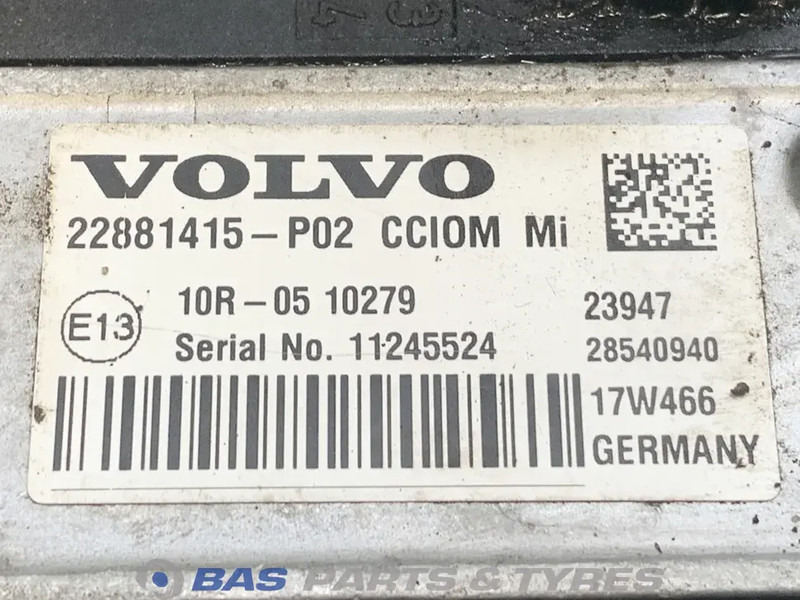 VOLVO
22881415-P02 CCIOM Mi
E13
10R-05 10279
23947
Serial No. 11245524
28540940
17W466
GERMANY
BAS PARTS & TYRES